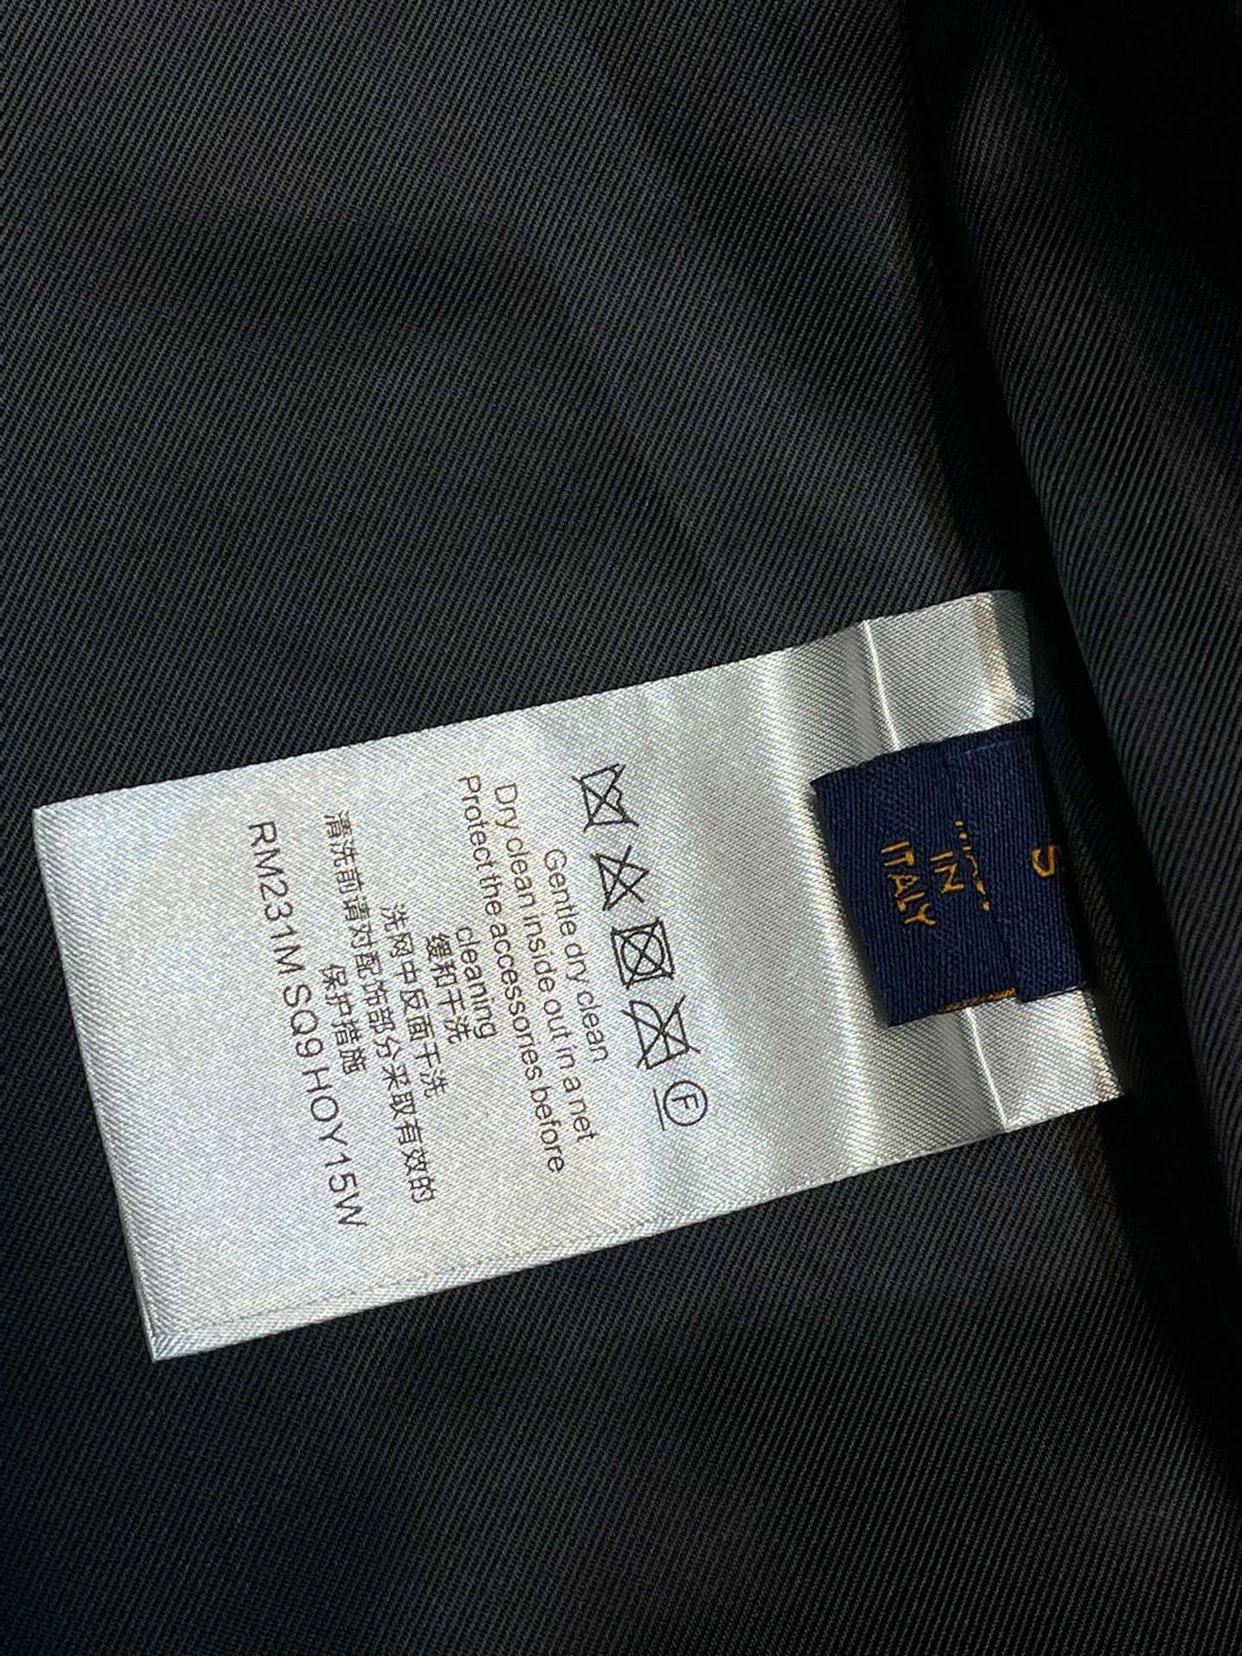 F
Gentle dry clean
Dry clean inside out in a net
Protect the accessories before
cleaning
缓和干洗
洗网中反面干洗
清洗前请对配饰部分采取有效的
保护措施
RM231M SQ9 HOY15W
S
IN
ITALY